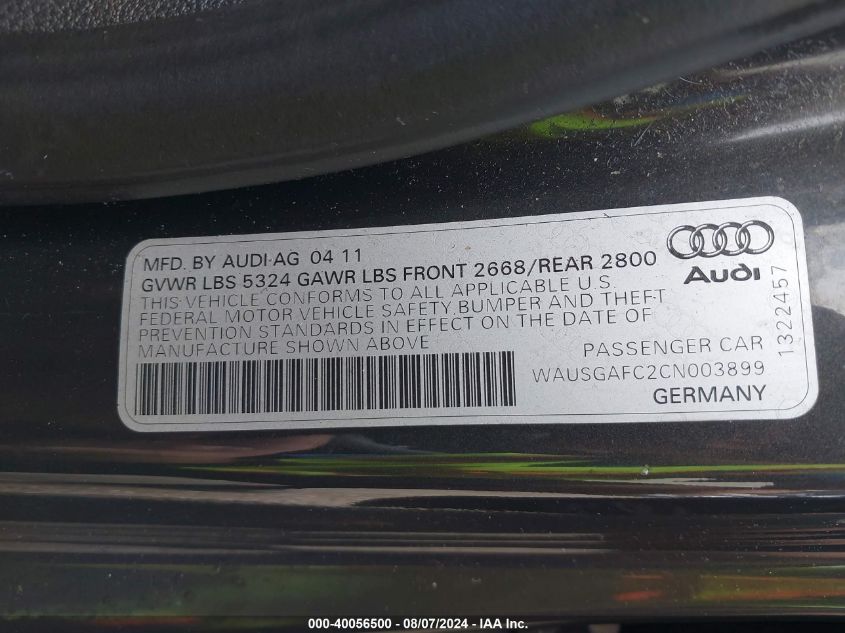 MFD. BY AUDI-AG 04 11
GVWR LBS 5324 GAWR LBS FRONT 2668/REAR 2800
THIS VEHICLE CONFORMS TO ALL APPLICABLE U.S.
FEDERAL MOTOR VEHICLE SAFETY, BUMPER AND THEFT
PREVENTION STANDARDS IN EFFECT ON THE DATE OF
MANUFACTURE SHOWN ABOVE
Audi
PASSENGER CAR
WAUSGAFC2CN003899
GERMANY
1322457
000-40056500 - 08/07/2024 - IAA Inc.